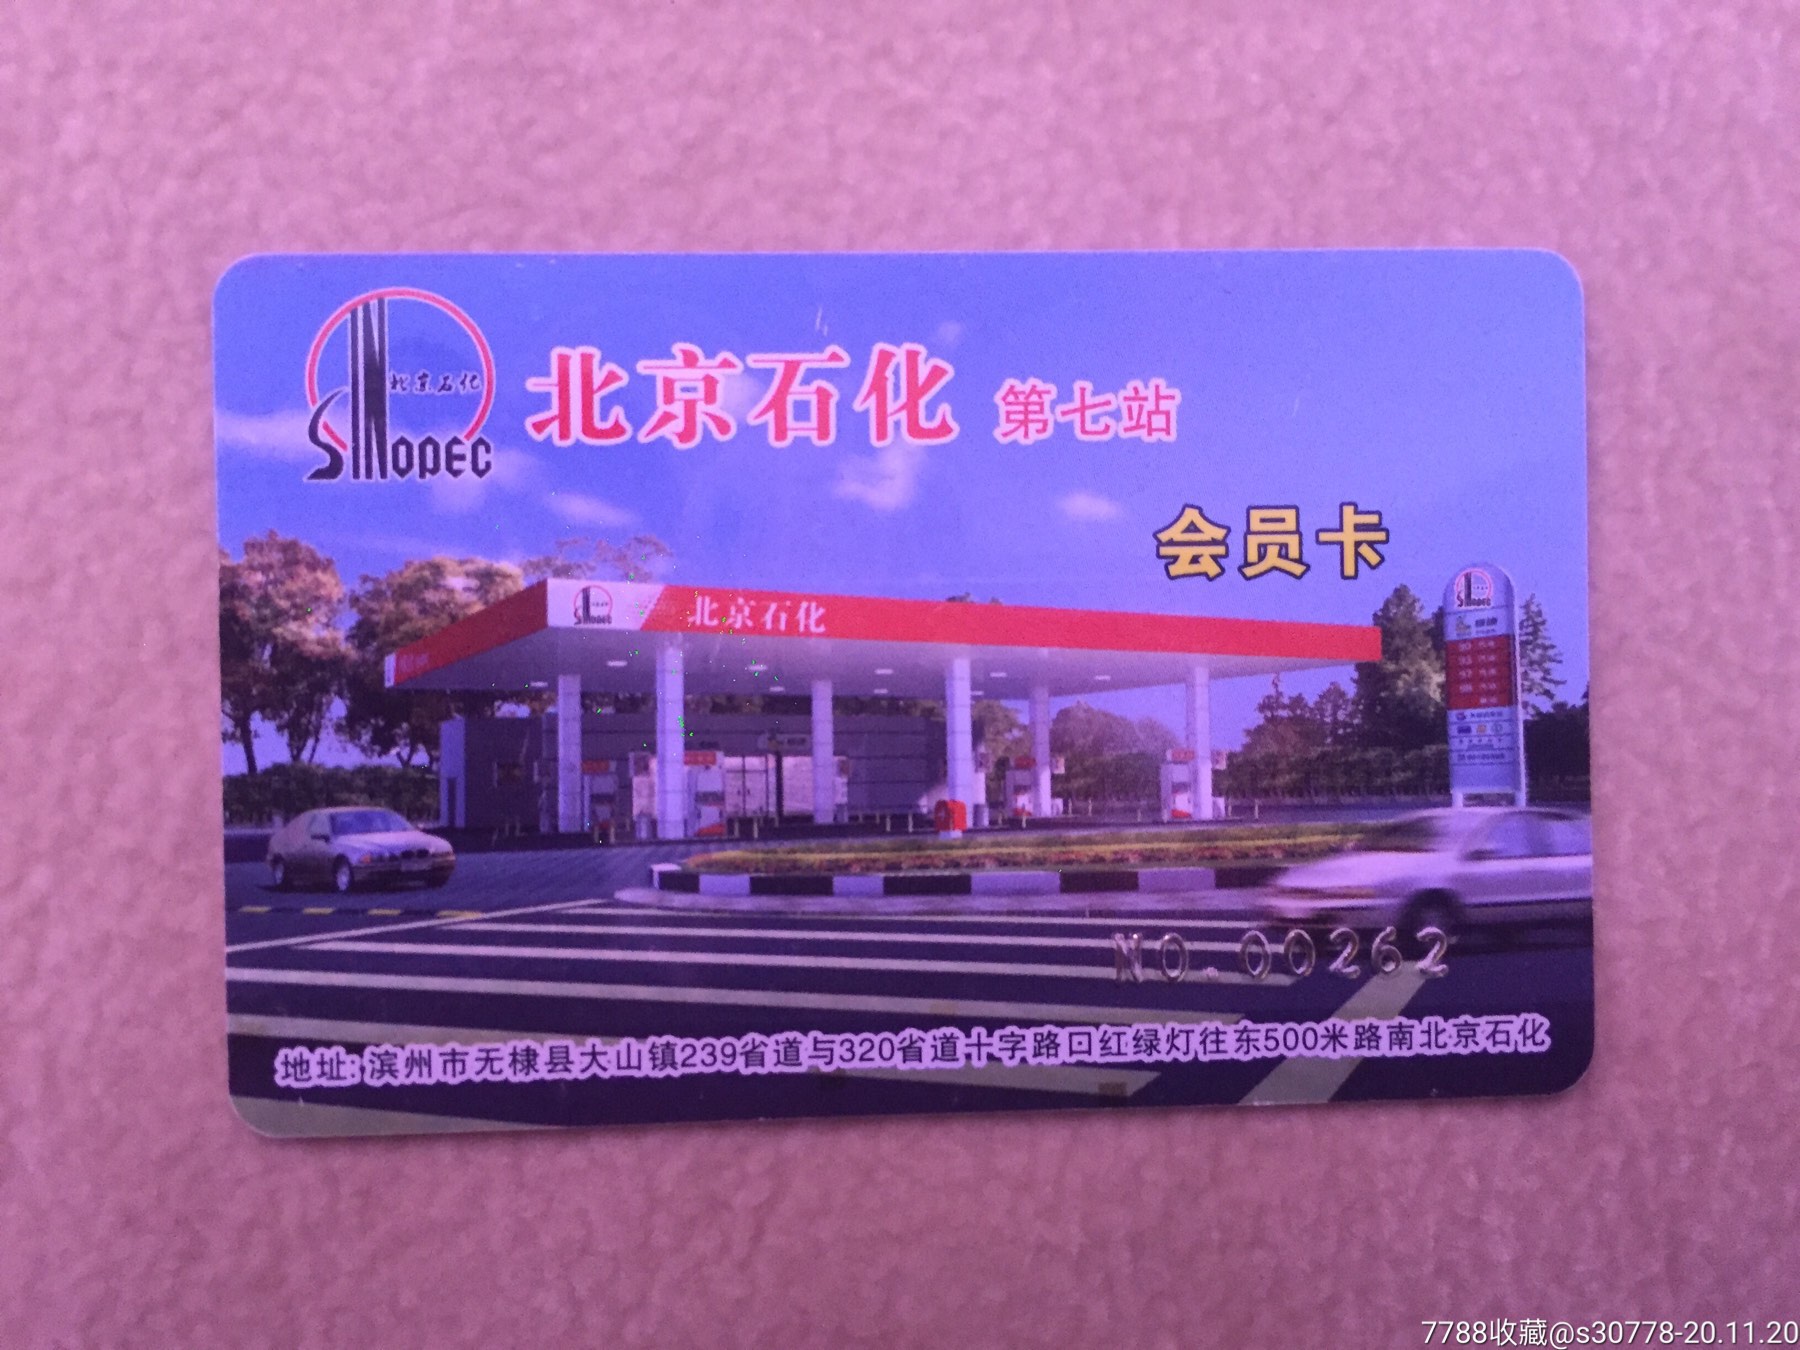 北京石化
SINOPEC
北京石化 第七站
会员卡
SINOPEC
北京石化
SINOPEC
NO.00262
地址: 滨州市无棣县大山镇239省道与320省道十字路口红绿灯往东500米路南北京石化
7788收藏@s30778-20.11.20